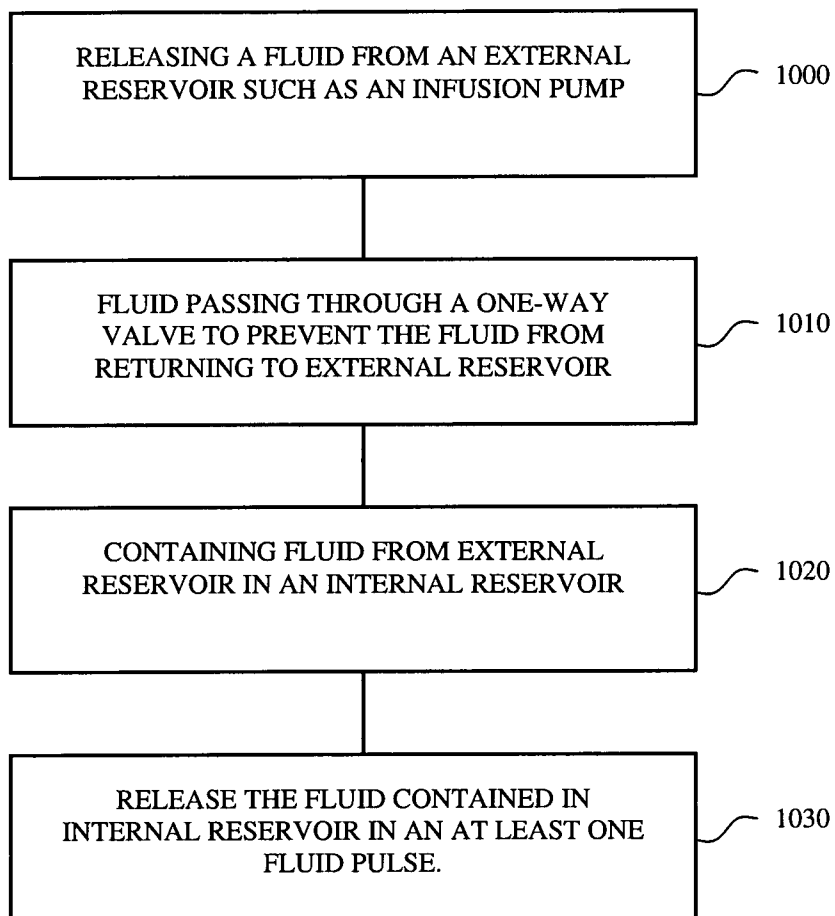 RELEASING A FLUID FROM AN EXTERNAL
RESERVOIR SUCH AS AN INFUSION PUMP
1000
FLUID PASSING THROUGH A ONE-WAY
VALVE TO PREVENT THE FLUID FROM
RETURNING TO EXTERNAL RESERVOIR
1010
CONTAINING FLUID FROM EXTERNAL
RESERVOIR IN AN INTERNAL RESERVOIR
1020
RELEASE THE FLUID CONTAINED IN
INTERNAL RESERVOIR IN AN AT LEAST ONE
FLUID PULSE.
1030